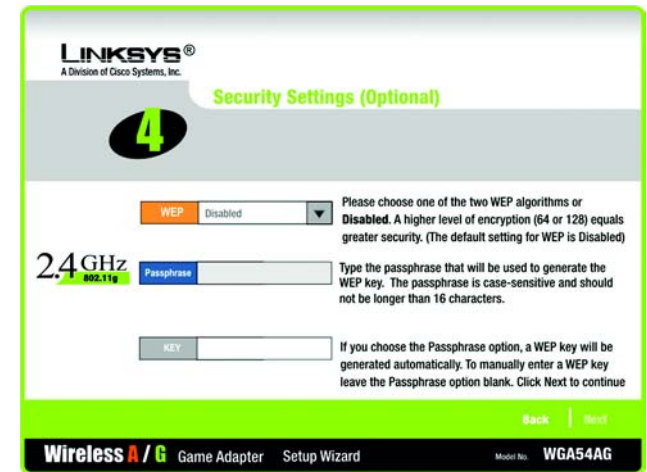 LINKSYS®
A Division of Cisco Systems, Inc.
Security Settings (Optional)
4
WEP Disabled
Please choose one of the two WEP algorithms or
Disabled. A higher level of encryption (64 or 128) equals
greater security. (The default setting for WEP is Disabled)
2.4 GHz
802.11g
Passphrase
Type the passphrase that will be used to generate the
WEP key. The passphrase is case-sensitive and should
not be longer than 16 characters.
KEY
If you choose the Passphrase option, a WEP key will be
generated automatically. To manually enter a WEP key
leave the Passphrase option blank. Click Next to continue
Back | Next
Wireless A / G Game Adapter Setup Wizard Model No. WGA54AG